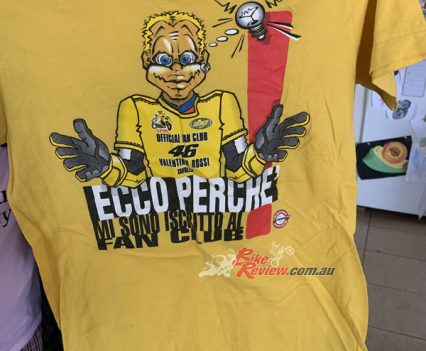 OFFICIAL FAN CLUB
46
VALENTINO ROSSI
TAVULLIA
ECCO PERCHE'
MI SONO ISCRITTO AL
FAN CLUB
BikeReview.com.au